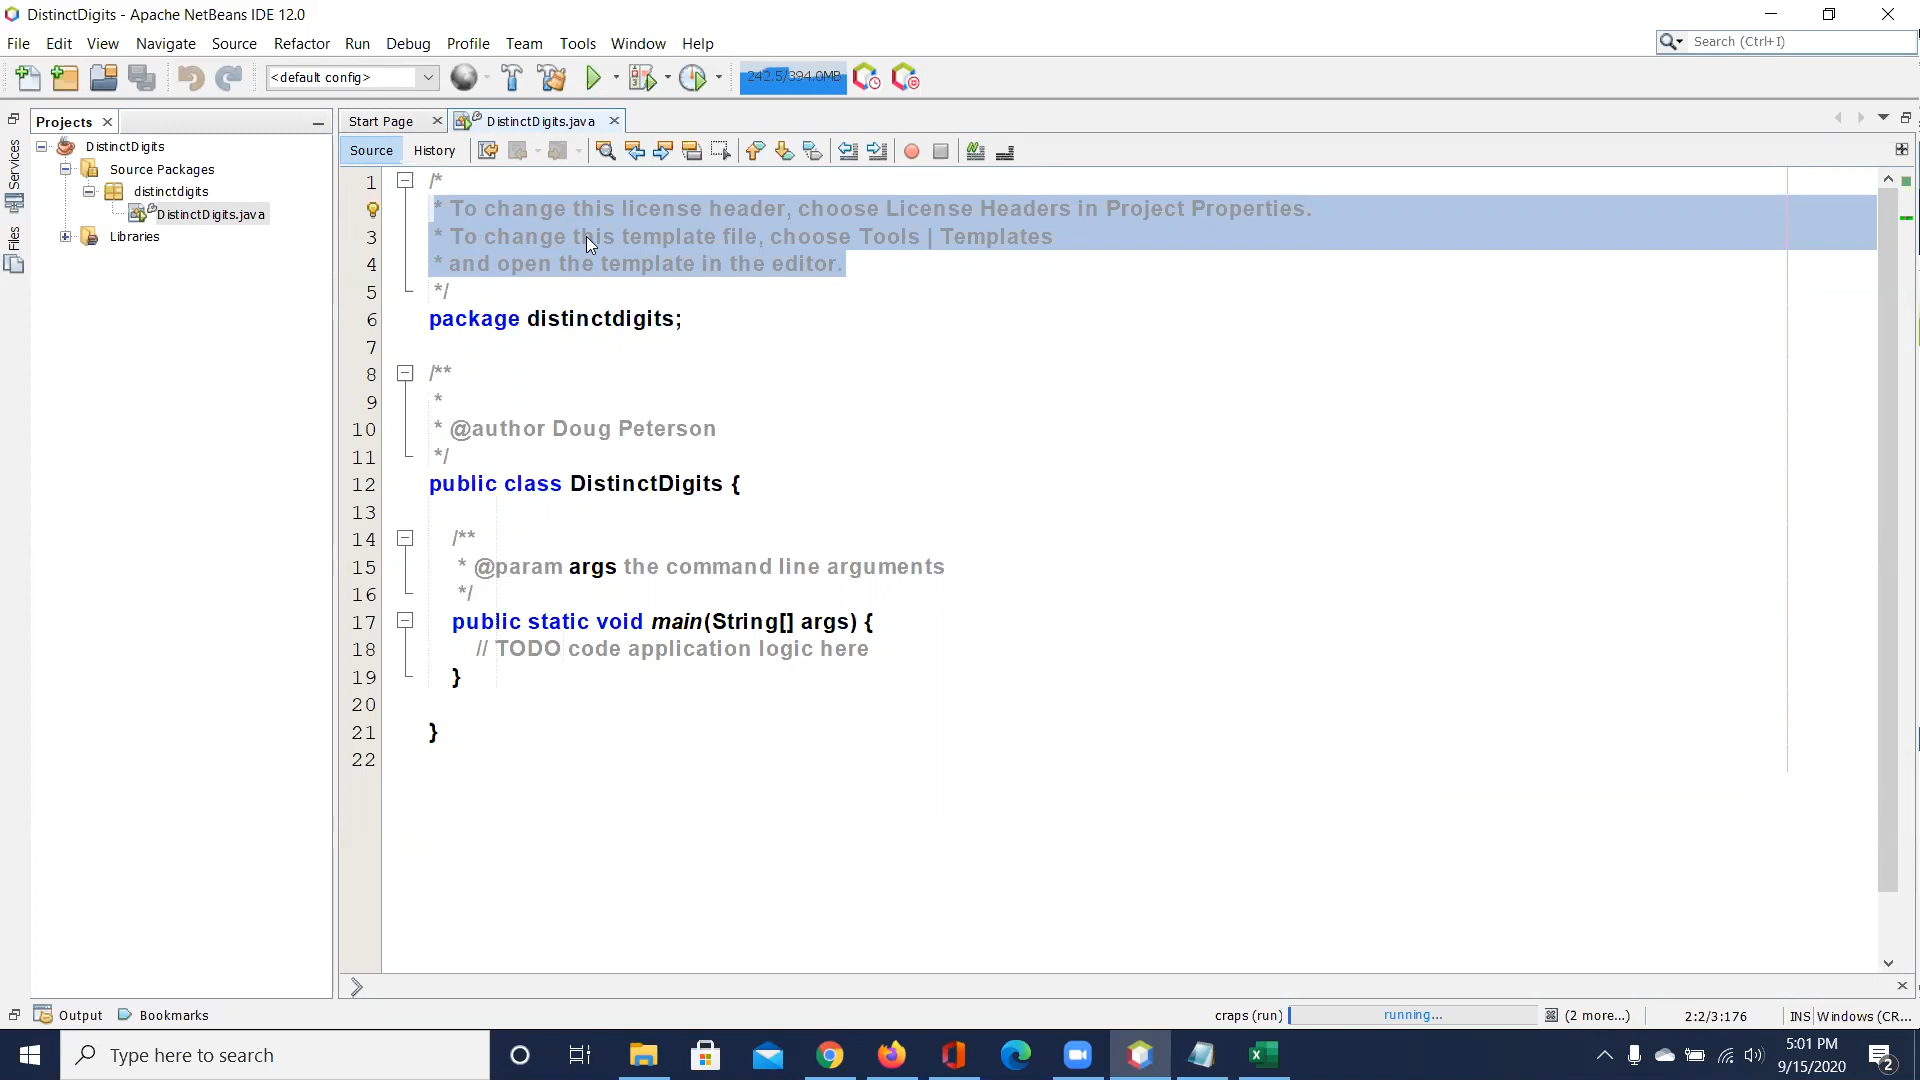 DistinctDigits - Apache NetBeans IDE 12.0
File Edit View Navigate Source Refactor Run Debug Profile Team Tools Window Help
Search (Ctrl+I)
<default config>
242.5/394.0MB
Projects
Start Page
DistinctDigits.java
Source
History
Services
Files
DistinctDigits
Source Packages
distinctdigits
DistinctDigits.java
Libraries
1 /*
* To change this license header, choose License Headers in Project Properties.
3 * To change this template file, choose Tools | Templates
4 * and open the template in the editor.
5 */
6 package distinctdigits;
7
8 /**
9 *
10 * @author Doug Peterson
11 */
12 public class DistinctDigits {
13
14 /**
15 * @param args the command line arguments
16 */
17 public static void main(String[] args) {
18 // TODO code application logic here
19 }
20
21 }
22
Output
Bookmarks
craps (run)
running...
(2 more...)
2:2/3:176
INS
Windows (CR...
Type here to search
5:01 PM
9/15/2020
2